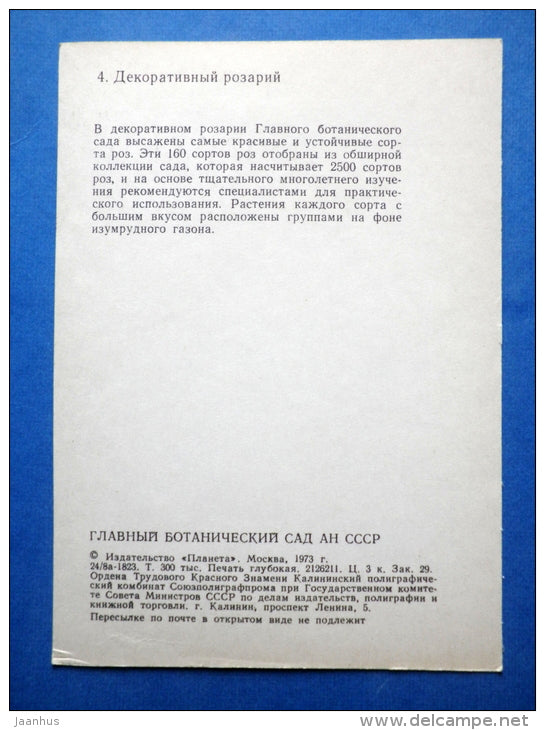 4. Декоративный розарий
В декоративном розарии Главного ботанического
сада высажены самые красивые и устойчивые сор-
та роз. Эти 160 сортов роз отобраны из обширной
коллекции сада, которая насчитывает 2500 сортов
роз, и на основе тщательного многолетнего изуче-
ния рекомендуются специалистами для практиче-
ского использования. Растения каждого сорта с
большим вкусом расположены группами на фоне
изумрудного газона.
ГЛАВНЫЙ БОТАНИЧЕСКИЙ САД АН СССР
© Издательство «Планета». Москва, 1973 г.
24/8а-1823. Т. 300 тыс. Печать глубокая. 2126211. Ц. 3 к. Зак. 29.
Ордена Трудового Красного Знамени Калининский полиграфиче-
ский комбинат Союзполиграфпрома при Государственном комите-
те Совета Министров СССР по делам издательств, полиграфии и
книжной торговли. г. Калинин, проспект Ленина, 5.
Пересылке по почте в открытом виде не подлежит
jaanhus
www.delcampe.net